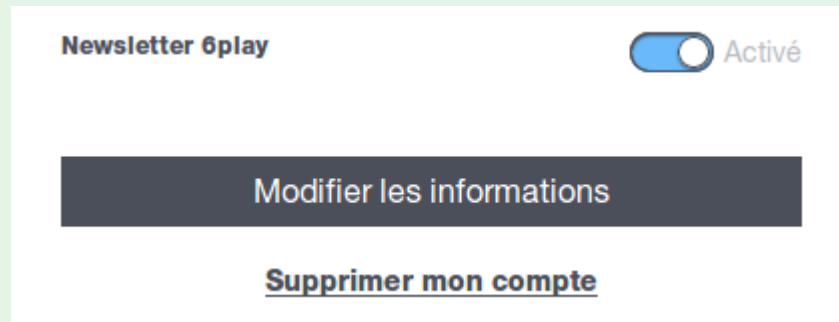 Newsletter 6play
Activé
Modifier les informations
Supprimer mon compte